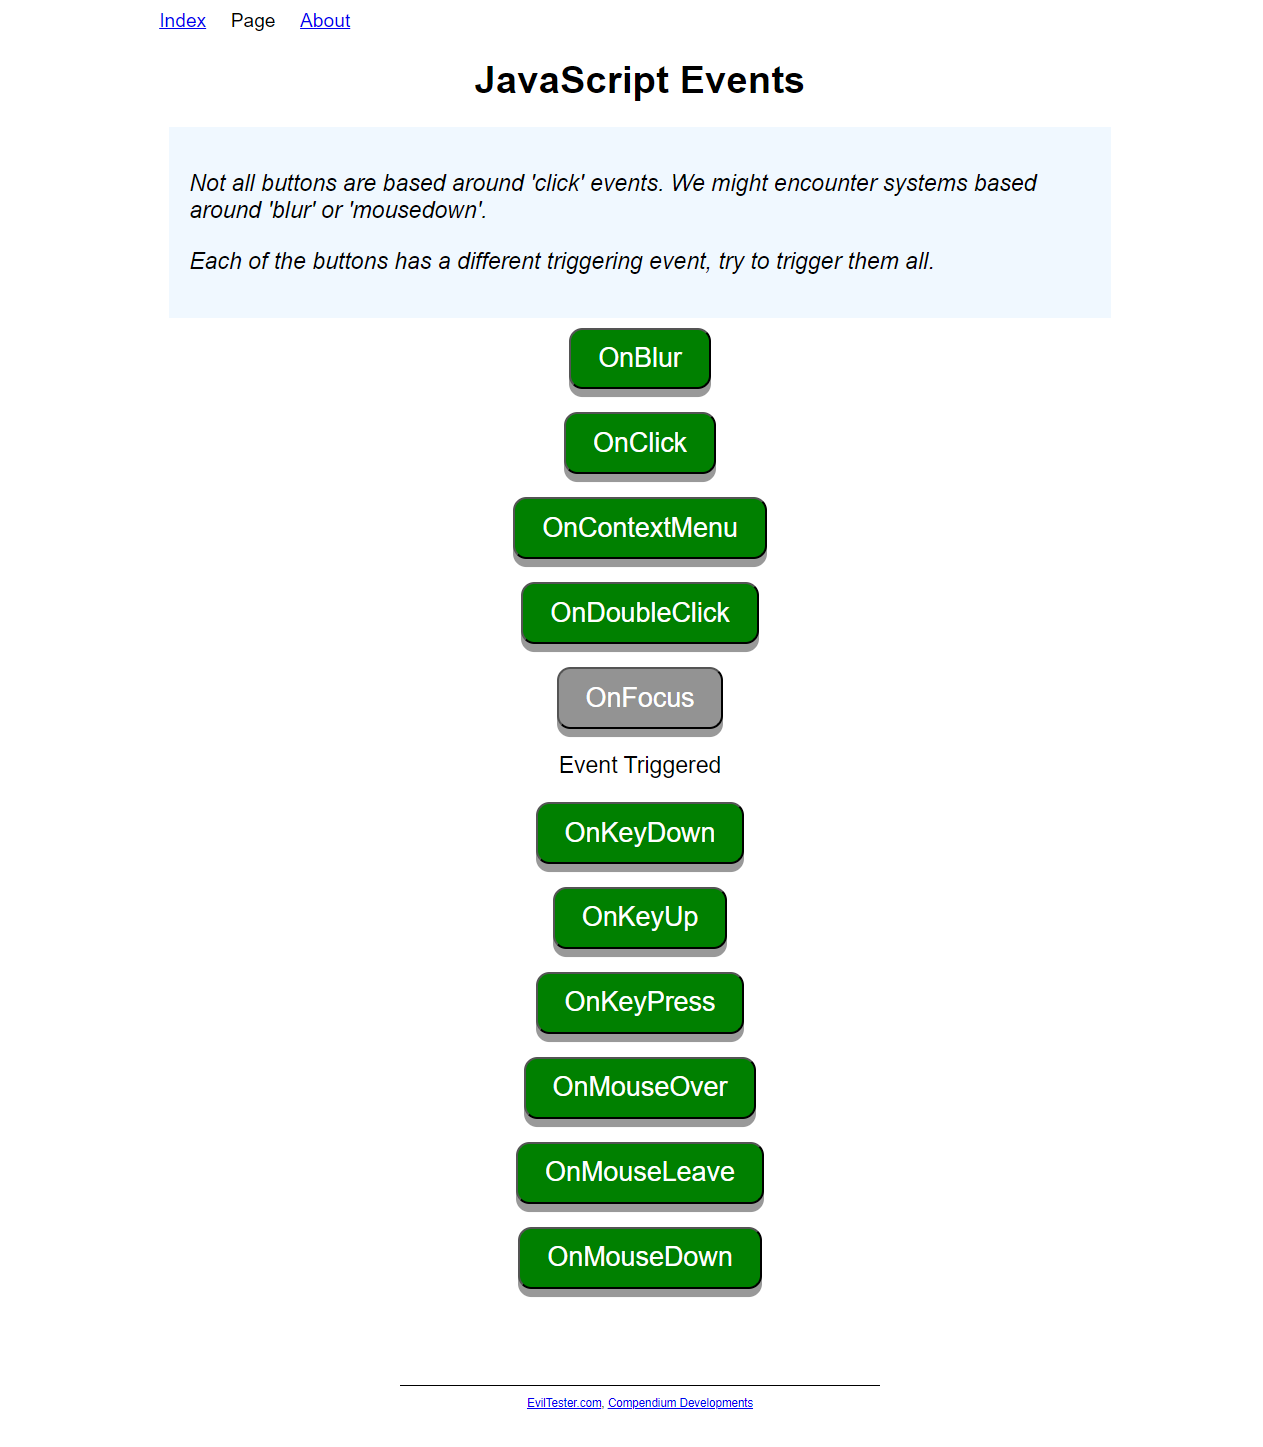 Index Page About
JavaScript Events
Not all buttons are based around 'click' events. We might encounter systems based
around 'blur' or 'mousedown'.
Each of the buttons has a different triggering event, try to trigger them all.
OnBlur
OnClick
OnContextMenu
OnDoubleClick
OnFocus
Event Triggered
OnKeyDown
OnKeyUp
OnKeyPress
OnMouseOver
OnMouseLeave
OnMouseDown
EvilTester.com, Compendium Developments